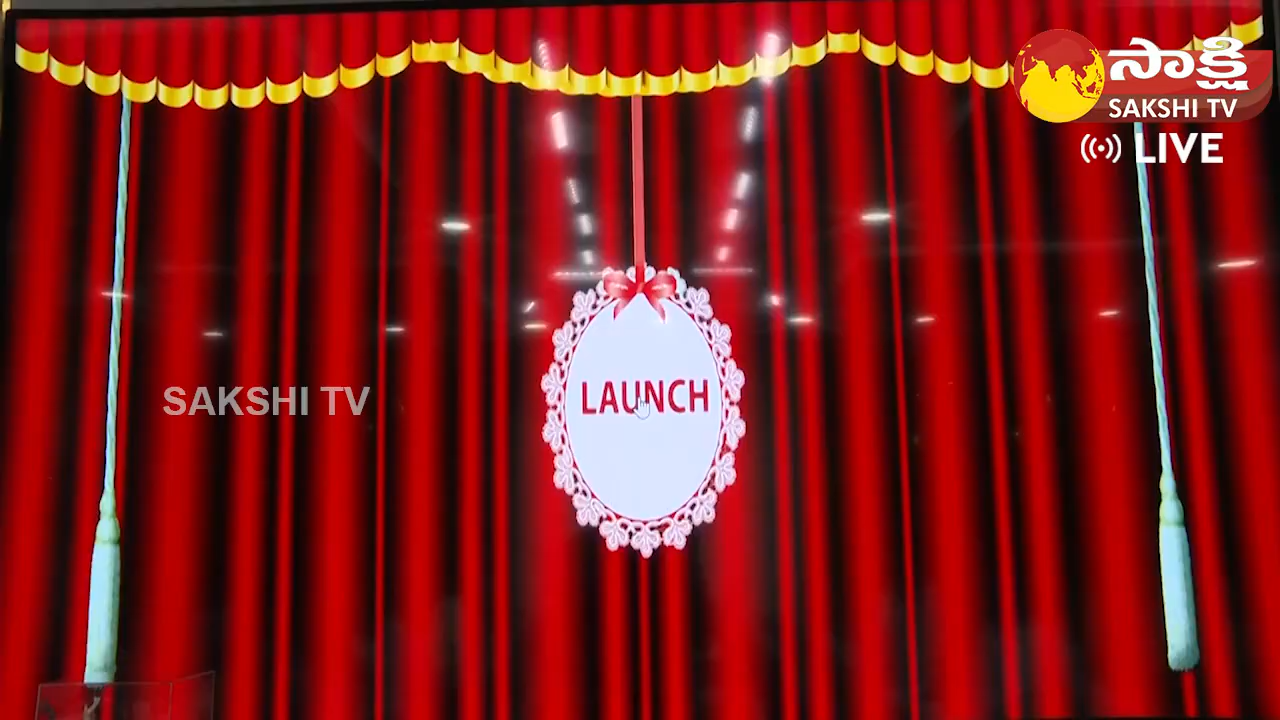 సాక్షి
SAKSHI TV
LIVE
SAKSHI TV
LAUNCH